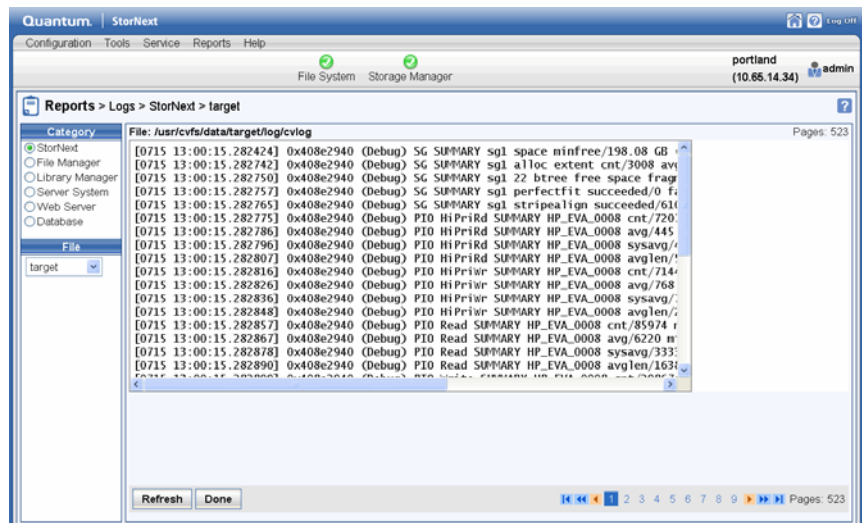 Quantum. StorNext
Log Off
Configuration Tools Service Reports Help
File System Storage Manager
portland
(10.65.14.34)
admin
Reports > Logs > StorNext > target
?
Category
StorNext
File Manager
Library Manager
Server System
Web Server
Database
File
target
File: /usr/cvfs/data/target/log/cvlog
Pages: 523
[0715 13:00:15.282424] 0x408e2940 (Debug) SG SUMMARY sg1 space minfree/198.08 GB
[0715 13:00:15.282742] 0x408e2940 (Debug) SG SUMMARY sg1 alloc extent cnt/3008 avg
[0715 13:00:15.282750] 0x408e2940 (Debug) SG SUMMARY sg1 22 btree free space fragm
[0715 13:00:15.282757] 0x408e2940 (Debug) SG SUMMARY sg1 perfectfit succeeded/0 fa
[0715 13:00:15.282765] 0x408e2940 (Debug) SG SUMMARY sg1 stripealign succeeded/610
[0715 13:00:15.282775] 0x408e2940 (Debug) PIO HiPriRd SUMMARY HP_EVA_0008 cnt/720
[0715 13:00:15.282786] 0x408e2940 (Debug) PIO HiPriRd SUMMARY HP_EVA_0008 avg/445
[0715 13:00:15.282796] 0x408e2940 (Debug) PIO HiPriRd SUMMARY HP_EVA_0008 sysavg/
[0715 13:00:15.282807] 0x408e2940 (Debug) PIO HiPriRd SUMMARY HP_EVA_0008 avglen/
[0715 13:00:15.282816] 0x408e2940 (Debug) PIO HiPriWr SUMMARY HP_EVA_0008 cnt/714
[0715 13:00:15.282826] 0x408e2940 (Debug) PIO HiPriWr SUMMARY HP_EVA_0008 avg/768
[0715 13:00:15.282836] 0x408e2940 (Debug) PIO HiPriWr SUMMARY HP_EVA_0008 sysavg/
[0715 13:00:15.282848] 0x408e2940 (Debug) PIO HiPriWr SUMMARY HP_EVA_0008 avglen/
[0715 13:00:15.282857] 0x408e2940 (Debug) PIO Read SUMMARY HP_EVA_0008 cnt/85974
[0715 13:00:15.282867] 0x408e2940 (Debug) PIO Read SUMMARY HP_EVA_0008 avg/6220
[0715 13:00:15.282878] 0x408e2940 (Debug) PIO Read SUMMARY HP_EVA_0008 sysavg/333
[0715 13:00:15.282890] 0x408e2940 (Debug) PIO Read SUMMARY HP_EVA_0008 avglen/163
Refresh Done
1 2 3 4 5 6 7 8 9 Pages: 523